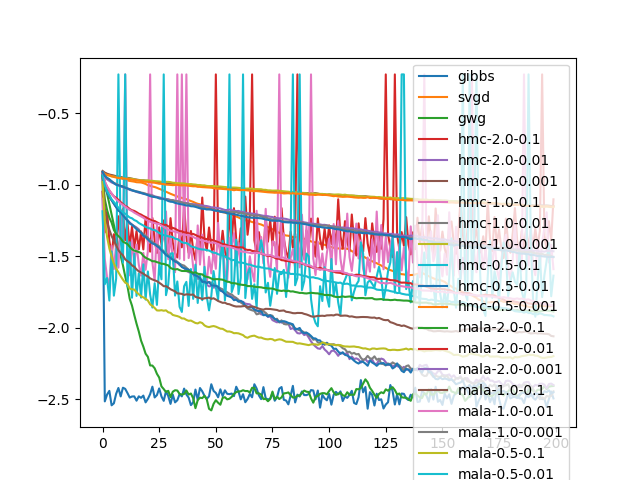 −0.5
−1.0
−1.5
−2.0
−2.5
0
25
50
75
100
125
150
175
200
gibbs
svgd
gwg
hmc-2.0-0.1
hmc-2.0-0.01
hmc-2.0-0.001
hmc-1.0-0.1
hmc-1.0-0.01
hmc-1.0-0.001
hmc-0.5-0.1
hmc-0.5-0.01
hmc-0.5-0.001
mala-2.0-0.1
mala-2.0-0.01
mala-2.0-0.001
mala-1.0-0.1
mala-1.0-0.01
mala-1.0-0.001
mala-0.5-0.1
mala-0.5-0.01